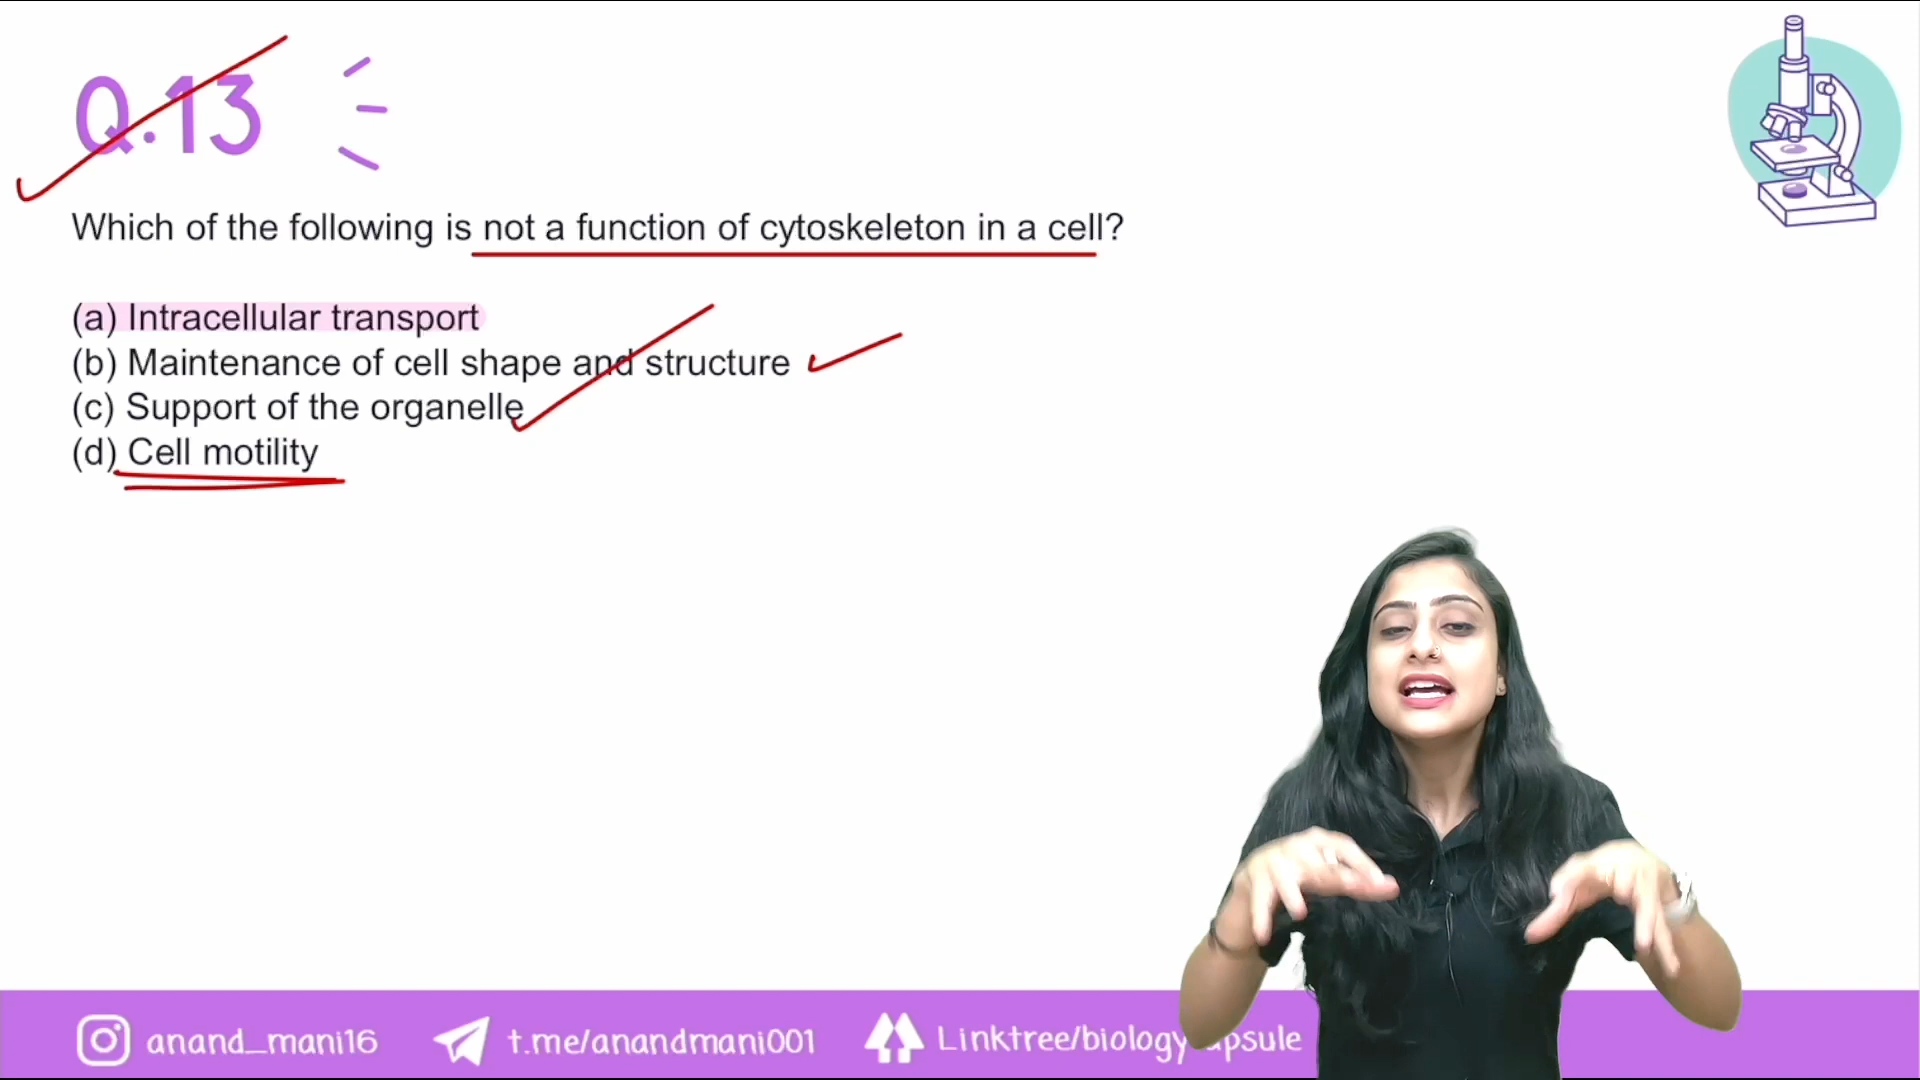 Q.13
Which of the following is not a function of cytoskeleton in a cell?
(a) Intracellular transport
(b) Maintenance of cell shape and structure
(c) Support of the organelle
(d) Cell motility
anand_mani16 t.me/anandmani001 Linktree/biology